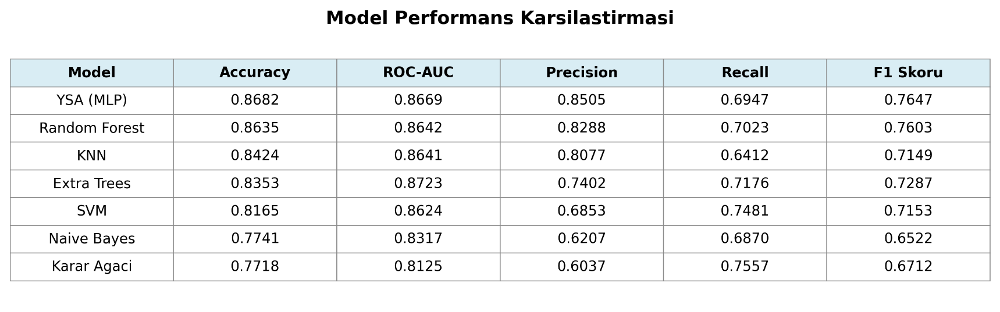 Model Performans Karsilastirmasi
Model Accuracy ROC-AUC Precision Recall F1 Skoru
YSA (MLP) 0.8682 0.8669 0.8505 0.6947 0.7647
Random Forest 0.8635 0.8642 0.8288 0.7023 0.7603
KNN 0.8424 0.8641 0.8077 0.6412 0.7149
Extra Trees 0.8353 0.8723 0.7402 0.7176 0.7287
SVM 0.8165 0.8624 0.6853 0.7481 0.7153
Naive Bayes 0.7741 0.8317 0.6207 0.6870 0.6522
Karar Agaci 0.7718 0.8125 0.6037 0.7557 0.6712